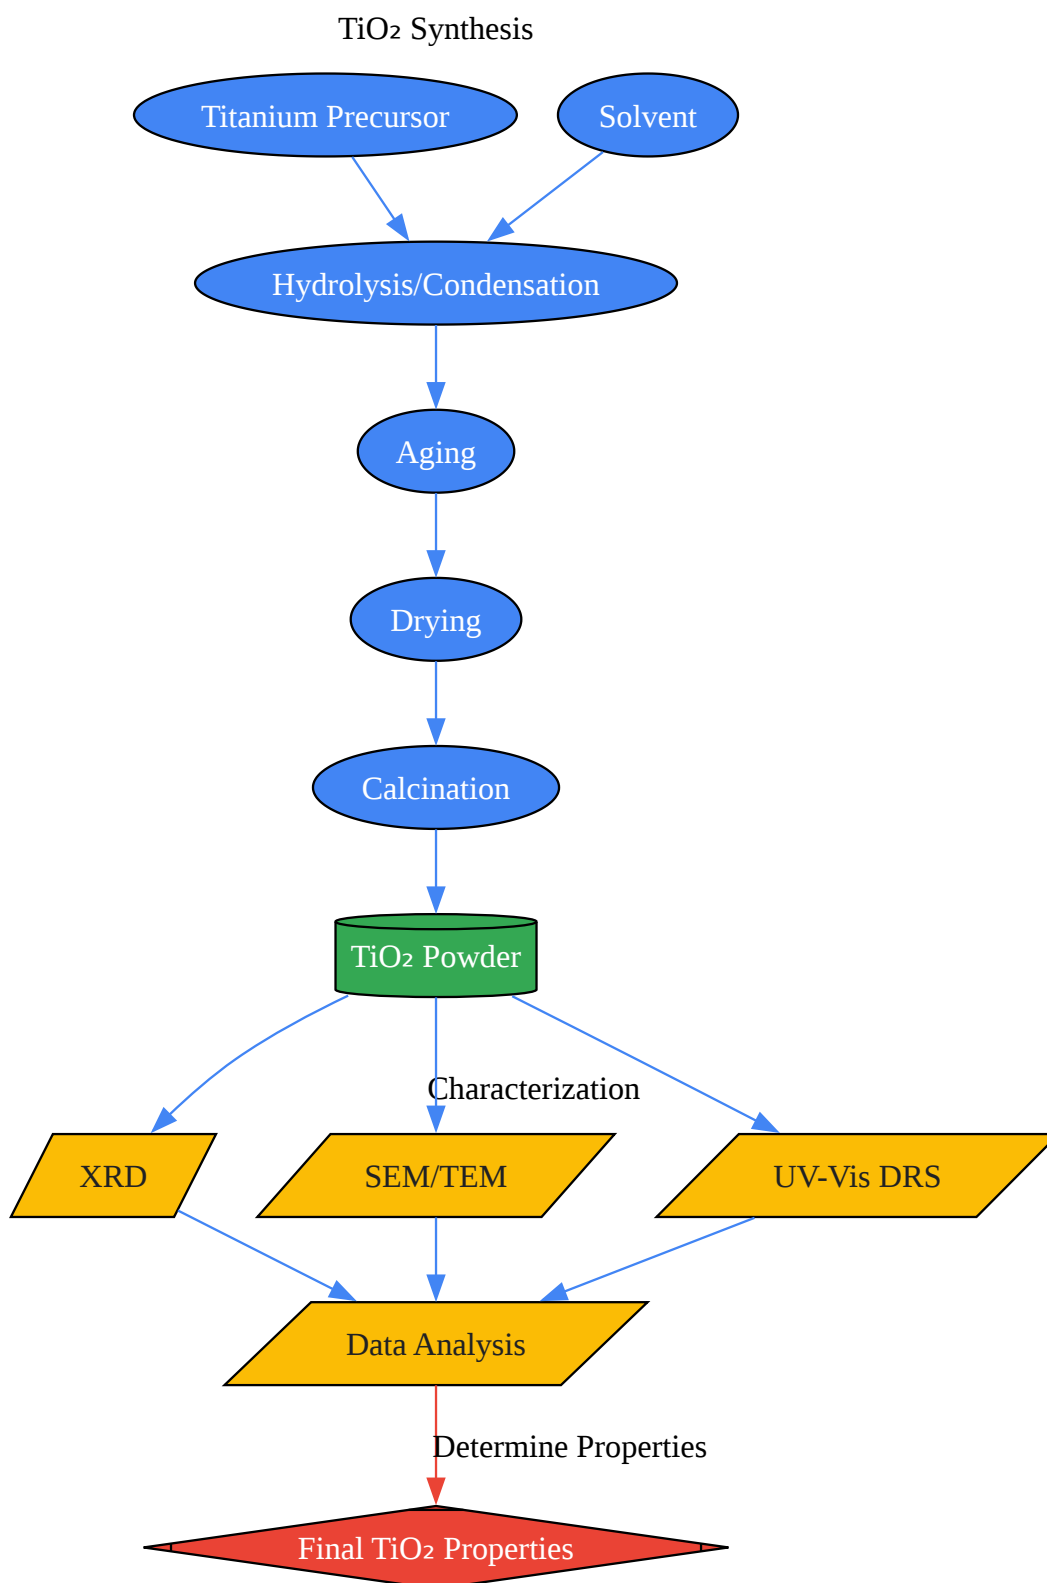 TiO₂ Synthesis
Titanium Precursor
Solvent
Hydrolysis/Condensation
Aging
Drying
Calcination
TiO₂ Powder
Characterization
XRD
SEM/TEM
UV-Vis DRS
Data Analysis
Determine Properties
Final TiO₂ Properties